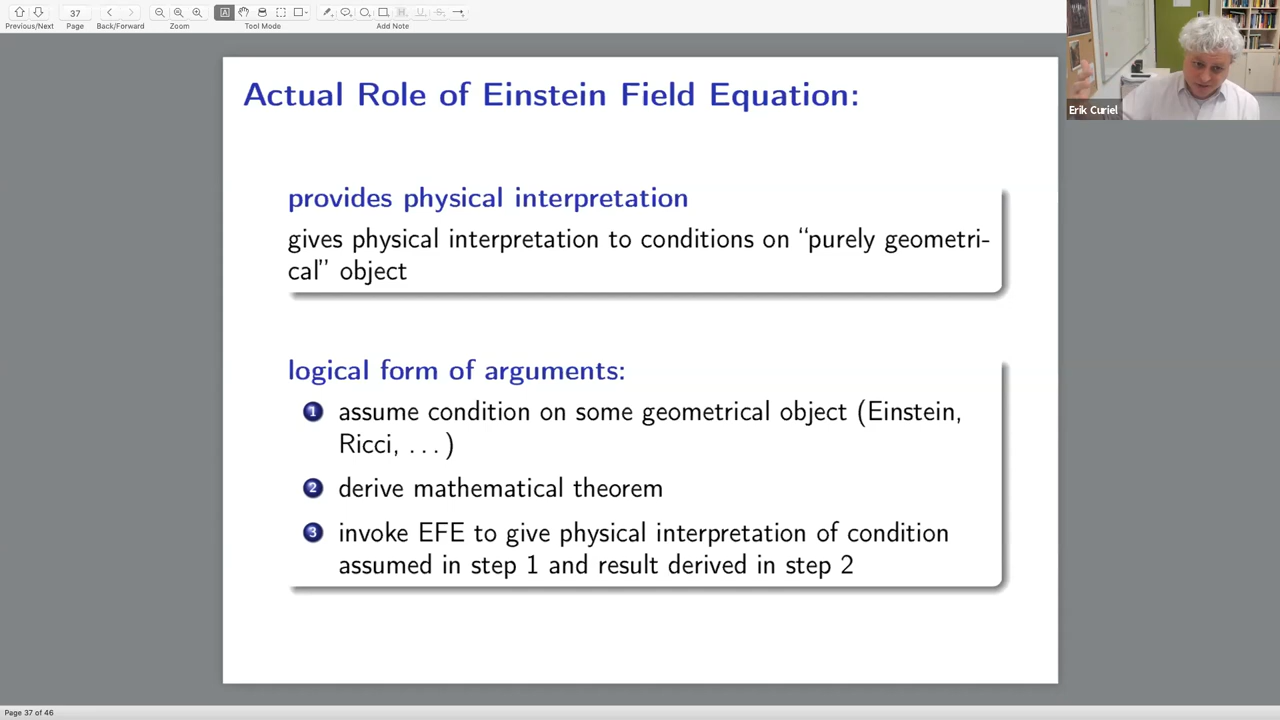 37
Previous/Next
Page
Back/Forward
Zoom
Tool Mode
Add Note
Erik Curiel
Actual Role of Einstein Field Equation:
provides physical interpretation
gives physical interpretation to conditions on “purely geometri-
cal” object
logical form of arguments:
1 assume condition on some geometrical object (Einstein,
Ricci, . . . )
2 derive mathematical theorem
3 invoke EFE to give physical interpretation of condition
assumed in step 1 and result derived in step 2
Page 37 of 46